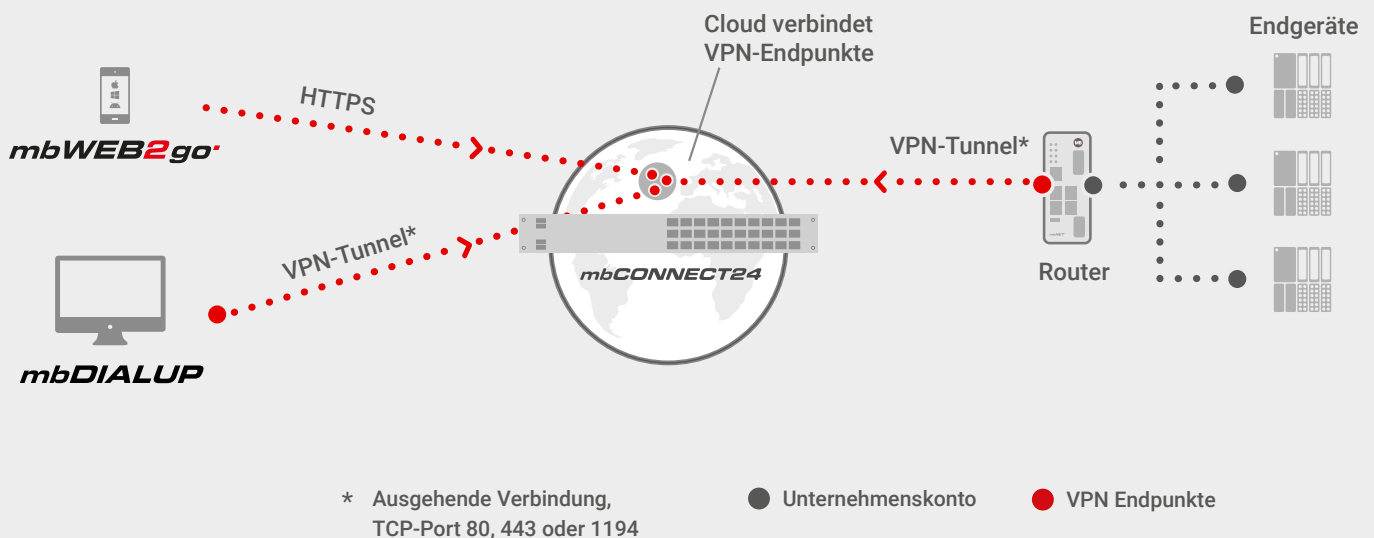 Cloud verbindet
VPN-Endpunkte
Endgeräte
HTTPS
mbWEB2go
VPN-Tunnel*
VPN-Tunnel*
mbCONNECT24
Router
mbDIALUP
* Ausgehende Verbindung,
TCP-Port 80, 443 oder 1194
Unternehmenskonto
VPN Endpunkte